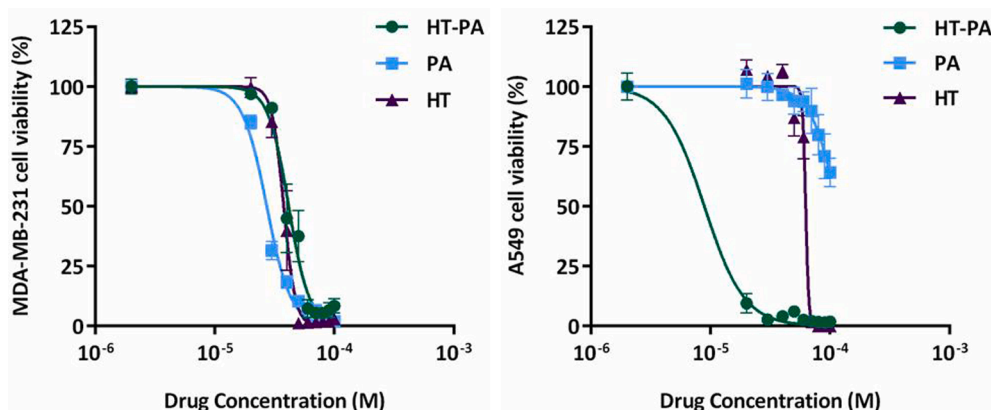 MDA-MB-231 cell viability (%)
125
100
75
50
25
0
10-6
10-5
10-4
10-3
Drug Concentration (M)
HT-PA
PA
HT
A549 cell viability (%)
125
100
75
50
25
0
10-6
10-5
10-4
10-3
Drug Concentration (M)
HT-PA
PA
HT